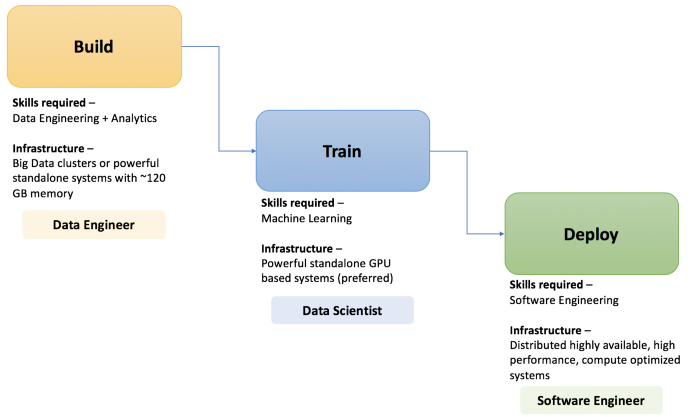 Build
Skills required –
Data Engineering + Analytics
Infrastructure –
Big Data clusters or powerful
standalone systems with ~120
GB memory
Data Engineer
Train
Skills required –
Machine Learning
Infrastructure –
Powerful standalone GPU
based systems (preferred)
Data Scientist
Deploy
Skills required –
Software Engineering
Infrastructure –
Distributed highly available, high
performance, compute optimized
systems
Software Engineer